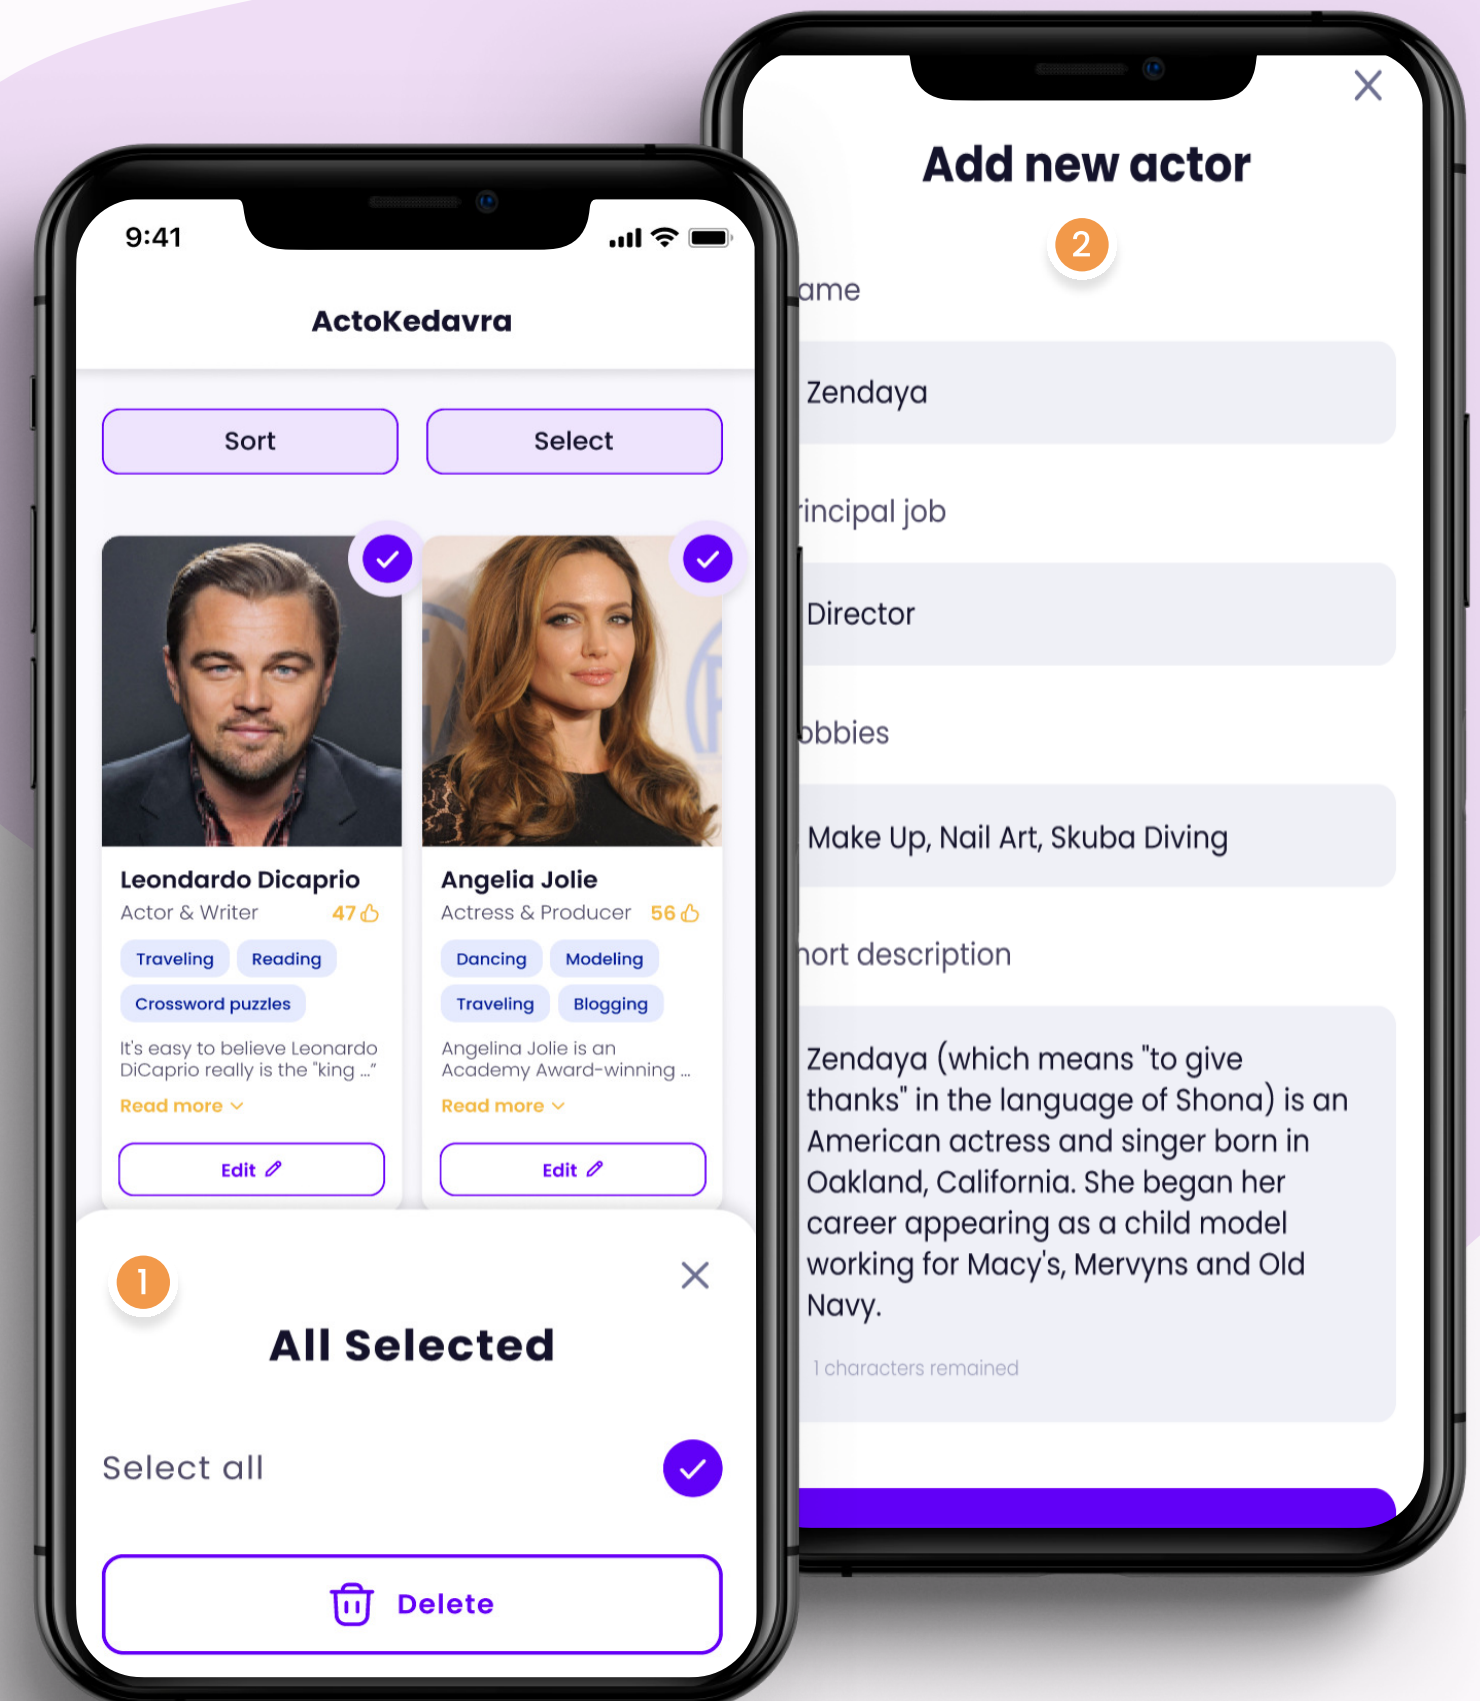 9:41
ActoKedavra
Sort
Select
Leondardo Dicaprio
Actor & Writer
47
Traveling
Reading
Crossword puzzles
It's easy to believe Leonardo
DiCaprio really is the "king ..."
Read more
Edit
Angelia Jolie
Actress & Producer
56
Dancing
Modeling
Traveling
Blogging
Angelina Jolie is an
Academy Award-winning ...
Read more
Edit
1
All Selected
Select all
Delete
Add new actor
2
ame
Zendaya
rincipal job
Director
obbies
Make Up, Nail Art, Skuba Diving
hort description
Zendaya (which means "to give
thanks" in the language of Shona) is an
American actress and singer born in
Oakland, California. She began her
career appearing as a child model
working for Macy's, Mervyns and Old
Navy.
1 characters remained